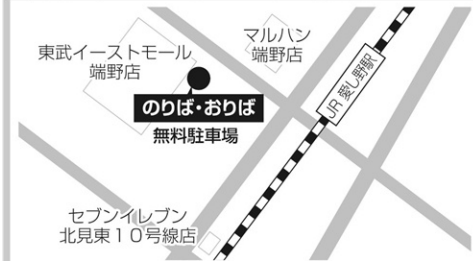 東武イーストモール
端野店
マルハン
端野店
JR 愛し野駅
のりば・おりば
無料駐車場
セブンイレブン
北見東10号線店